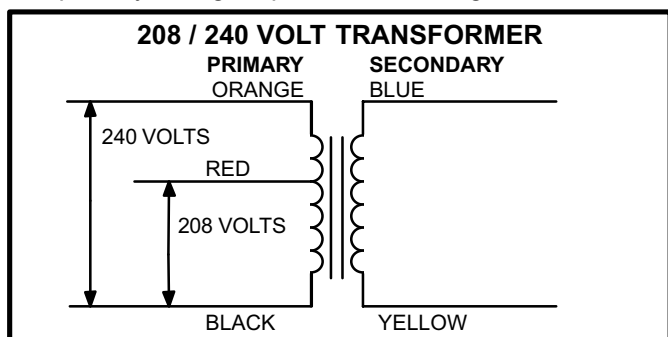 208 / 240 VOLT TRANSFORMER
PRIMARY SECONDARY
ORANGE BLUE
240 VOLTS
RED
208 VOLTS
BLACK YELLOW